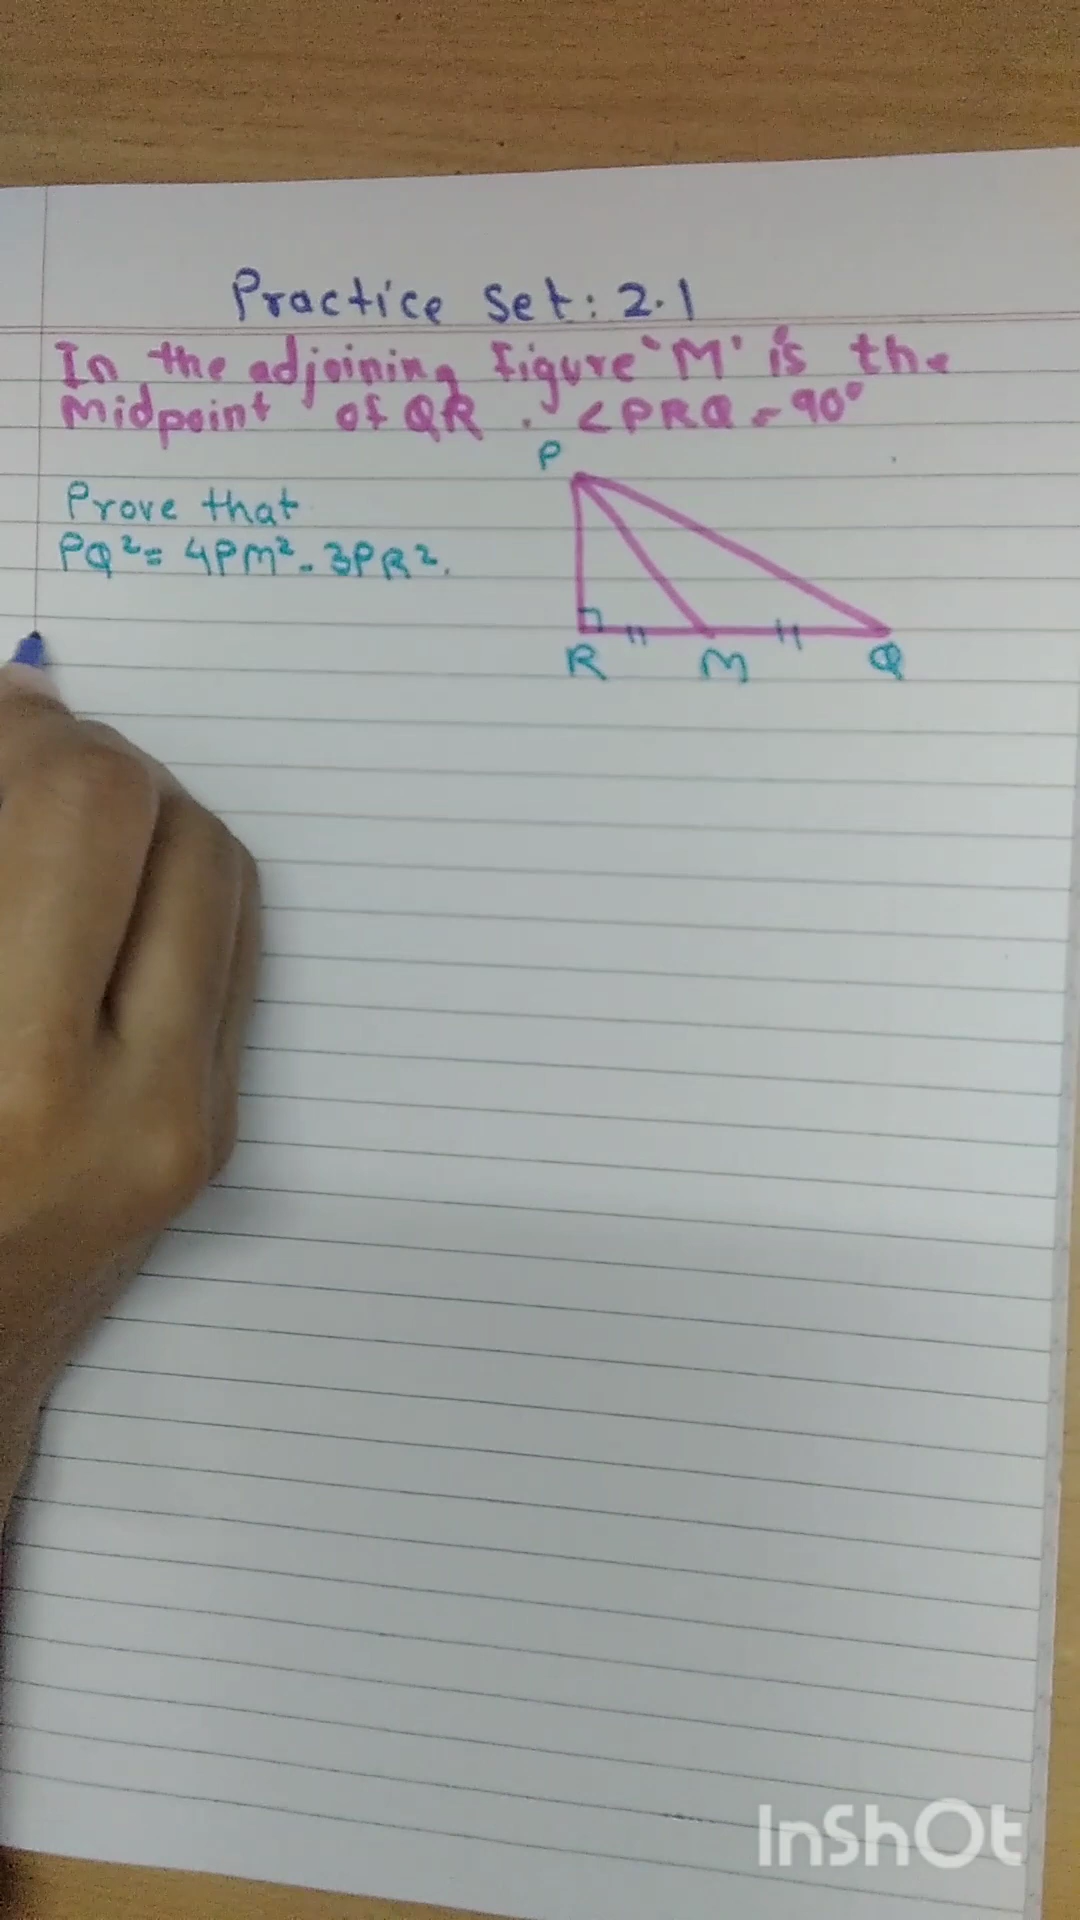 Practice Set: 2.1
In the adjoining figure 'M' is the
Midpoint of QR. <PRQ = 90°
P
Prove that
PQ²= 4PM² - 3PR².
R M Q
InShOt